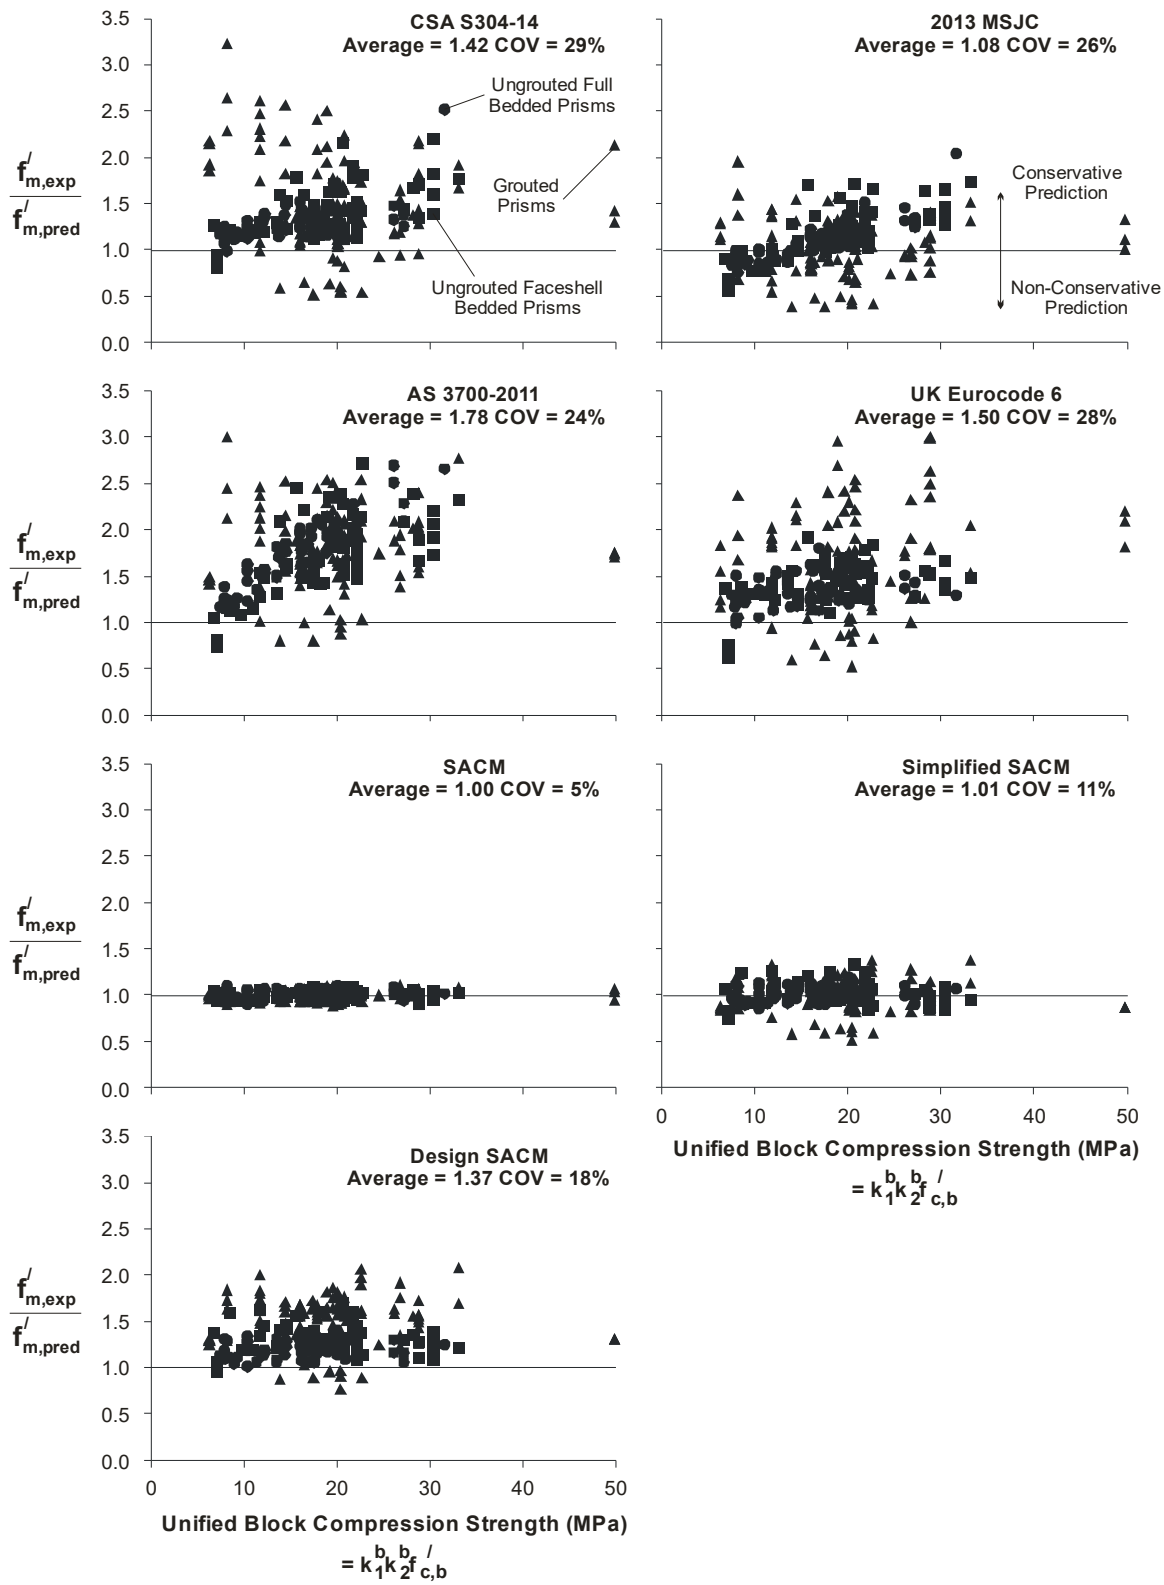 CSA S304-14
Average = 1.42 COV = 29%
3.5
3.0
2.5
2.0
1.5
1.0
0.5
0.0
Ungrouted Full
Bedded Prisms
Grouted
Prisms
Ungrouted Faceshell
Bedded Prisms
f/m,exp
f/m,pred
2013 MSJC
Average = 1.08 COV = 26%
Conservative
Prediction
Non-Conservative
Prediction
AS 3700-2011
Average = 1.78 COV = 24%
3.5
3.0
2.5
2.0
1.5
1.0
0.5
0.0
f/m,exp
f/m,pred
UK Eurocode 6
Average = 1.50 COV = 28%
SACM
Average = 1.00 COV = 5%
3.5
3.0
2.5
2.0
1.5
1.0
0.5
0.0
f/m,exp
f/m,pred
Simplified SACM
Average = 1.01 COV = 11%
0 10 20 30 40 50
Unified Block Compression Strength (MPa)
= k1b k2b f/c,b
Design SACM
Average = 1.37 COV = 18%
3.5
3.0
2.5
2.0
1.5
1.0
0.5
0.0
f/m,exp
f/m,pred
0 10 20 30 40 50
Unified Block Compression Strength (MPa)
= k1b k2b f/c,b